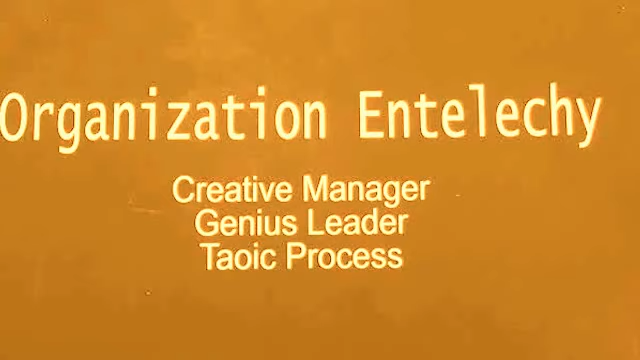 Organization Entelechy
Creative Manager
Genius Leader
Taoic Process